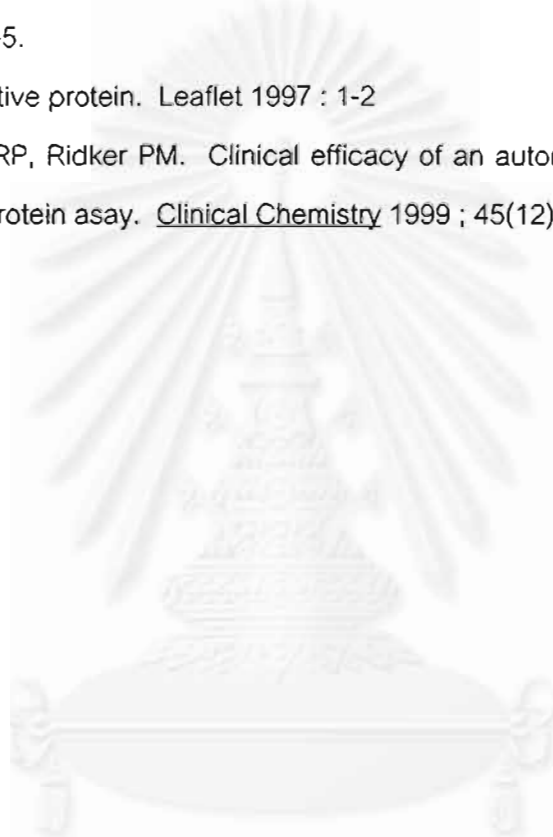 -5.
tive protein. Leaflet 1997 : 1-2
RP, Ridker PM. Clinical efficacy of an autor
rotein asay. Clinical Chemistry 1999 ; 45(12)